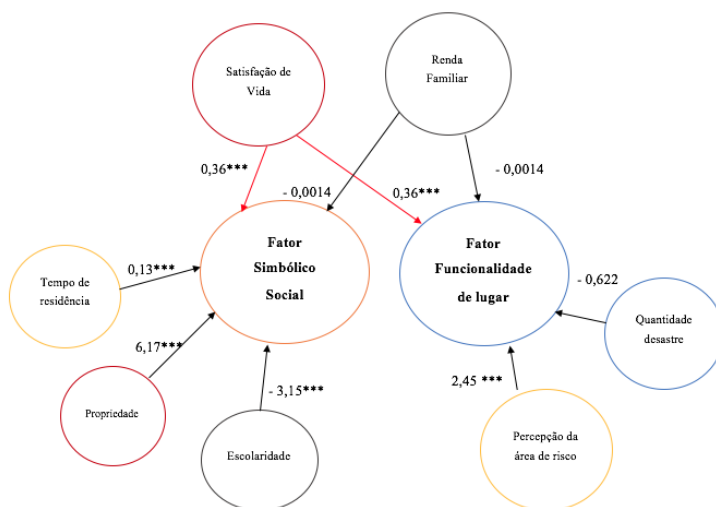 Satisfação de
Vida
Renda
Familiar
0,36***
- 0,0014
0,36***
- 0,0014
Fator
Simbólico
Social
Fator
Funcionalidade
de lugar
Tempo de
residência
0,13***
- 0,622
Quantidade
desastre
6,17***
Propriedade
- 3,15***
Escolaridade
2,45 ***
Percepção da
área de risco